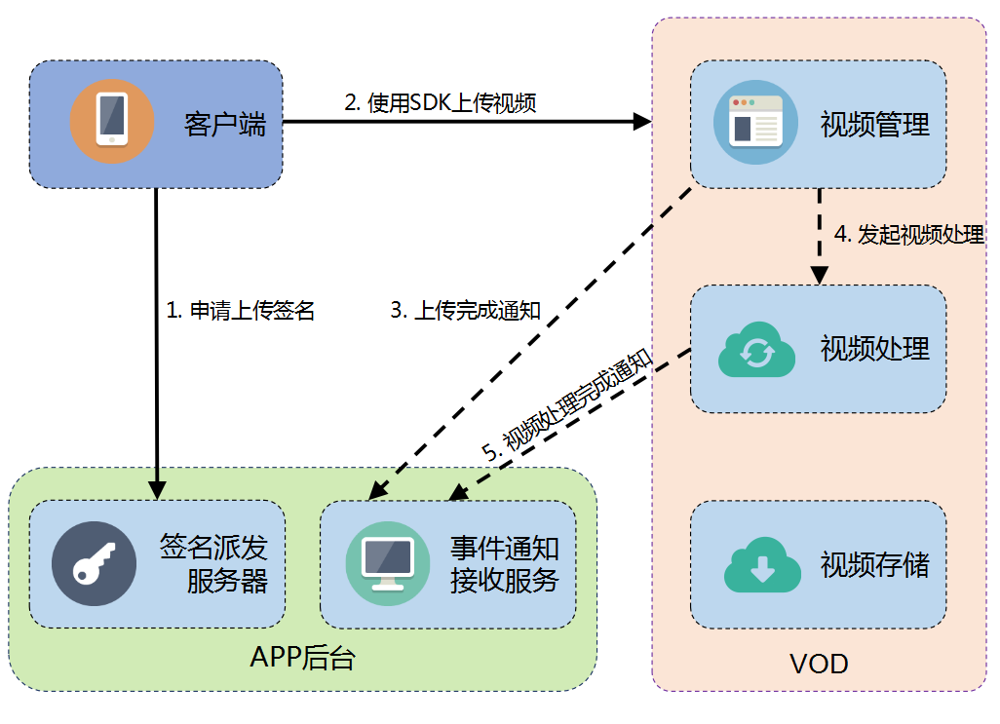 客户端
2. 使用SDK上传视频
视频管理
4. 发起视频处理
1. 申请上传签名
3. 上传完成通知
视频处理
5. 视频处理完成通知
签名派发
服务器
事件通知
接收服务
视频存储
APP后台
VOD